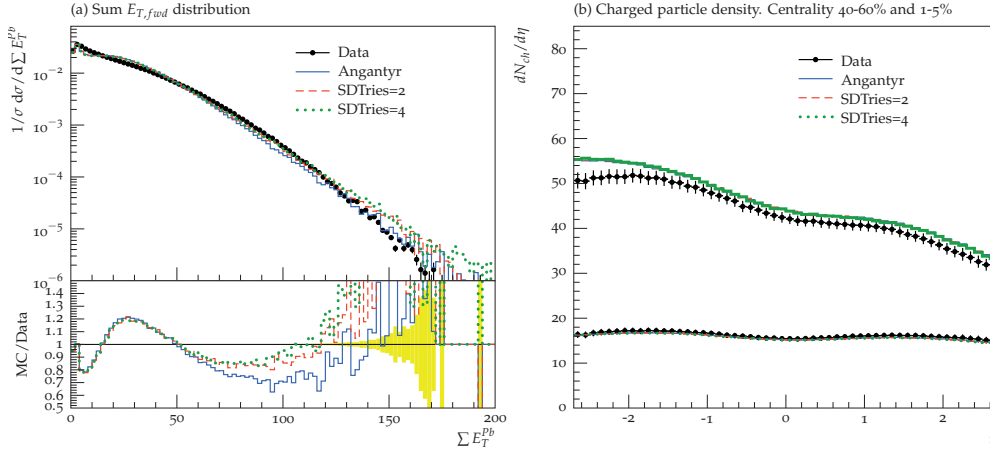 (a) Sum E_{T,fwd} distribution
1/σ dσ/d∑ E_T^{Pb}
10^{−2}
10^{−3}
10^{−4}
10^{−5}
10^{−6}
Data
Angantyr
SDTries=2
SDTries=4
MC/Data
1.4
1.3
1.2
1.1
1
0.9
0.8
0.7
0.6
0.5
0 50 100 150 200
∑ E_T^{Pb}
(b) Charged particle density. Centrality 40-60% and 1-5%
dN_{ch}/dη
80
70
60
50
40
30
20
10
0
Data
Angantyr
SDTries=2
SDTries=4
-2 -1 0 1 2